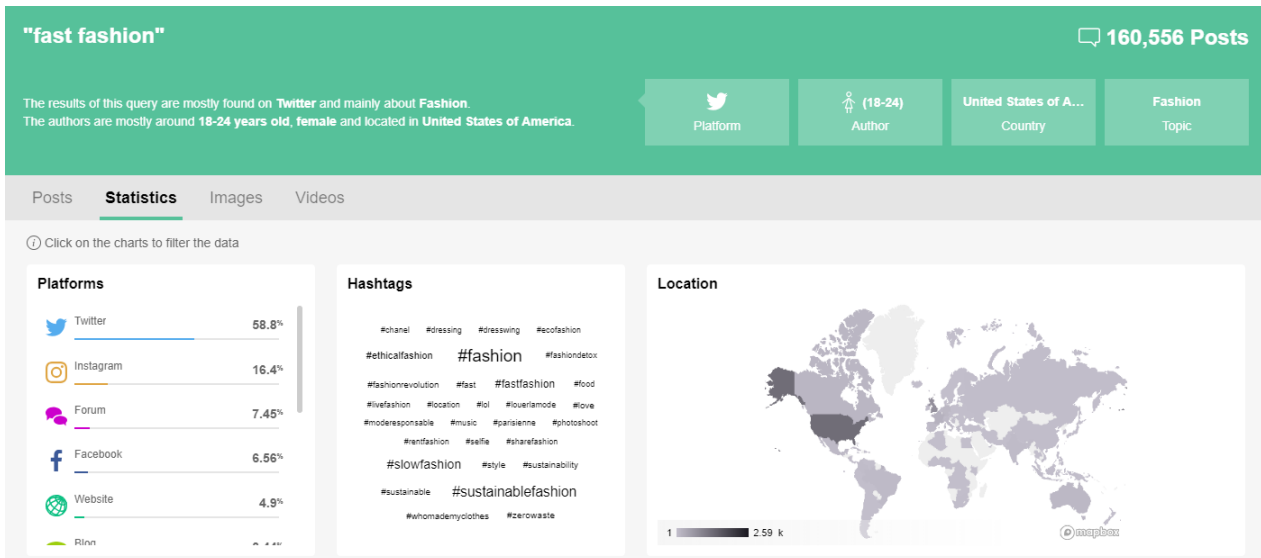 "fast fashion"
160,556 Posts
The results of this query are mostly found on Twitter and mainly about Fashion.
The authors are mostly around 18-24 years old, female and located in United States of America.
Platform
(18-24)
Author
United States of A...
Country
Fashion
Topic
Posts Statistics Images Videos
Click on the charts to filter the data
Platforms
Twitter 58.8%
Instagram 16.4%
Forum 7.45%
Facebook 6.56%
Website 4.9%
Blog
Hashtags
#chanel #dressing #dresswing #ecofashion
#ethicalfashion #fashion #fashiondetox
#fashionrevolution #fast #fastfashion #food
#livefashion #location #lol #louerlamode #love
#moderesponsable #music #parisienne #photoshoot
#rentfashion #selfie #sharefashion
#slowfashion #style #sustainability
#sustainable #sustainablefashion
#whomademyclothes #zerowaste
Location
1 2.59 k
mapbox